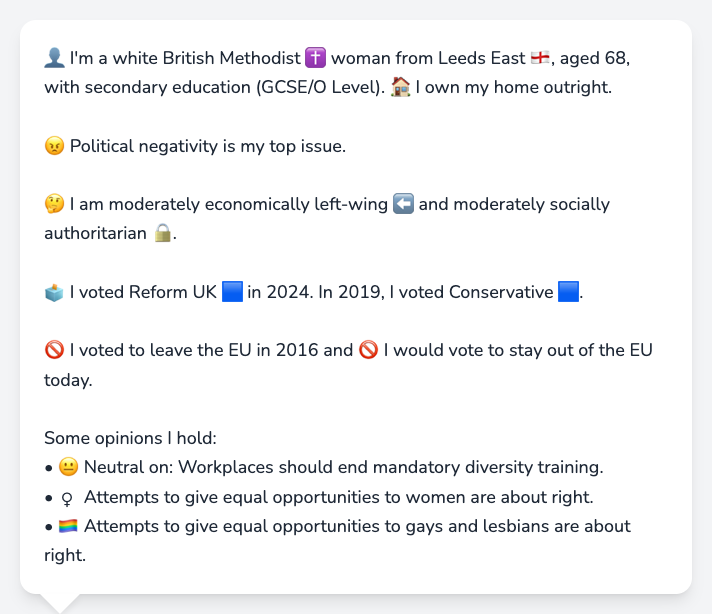 👤 I'm a white British Methodist ✝️ woman from Leeds East 🏴󠁧󠁢󠁥󠁮󠁧󠁿, aged 68,
with secondary education (GCSE/O Level). 🏠 I own my home outright.
😠 Political negativity is my top issue.
🤔 I am moderately economically left-wing ⬅️ and moderately socially
authoritarian 🔒.
🗳️ I voted Reform UK 🟦 in 2024. In 2019, I voted Conservative 🟦.
🚫 I voted to leave the EU in 2016 and 🚫 I would vote to stay out of the EU
today.
Some opinions I hold:
• 😐 Neutral on: Workplaces should end mandatory diversity training.
• ♀ Attempts to give equal opportunities to women are about right.
• 🏳️‍🌈 Attempts to give equal opportunities to gays and lesbians are about
right.